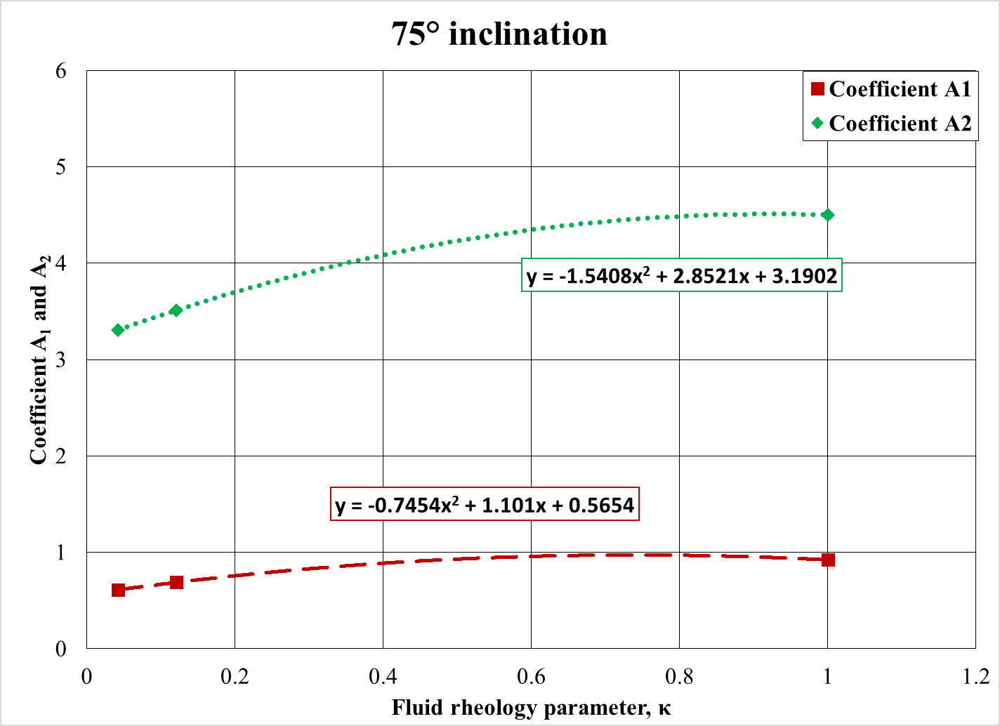 75° inclination
6
5
4
3
2
1
0
Coefficient A₁ and A₂
Coefficient A1
Coefficient A2
y = -1.5408x² + 2.8521x + 3.1902
y = -0.7454x² + 1.101x + 0.5654
0 0.2 0.4 0.6 0.8 1 1.2
Fluid rheology parameter, κ